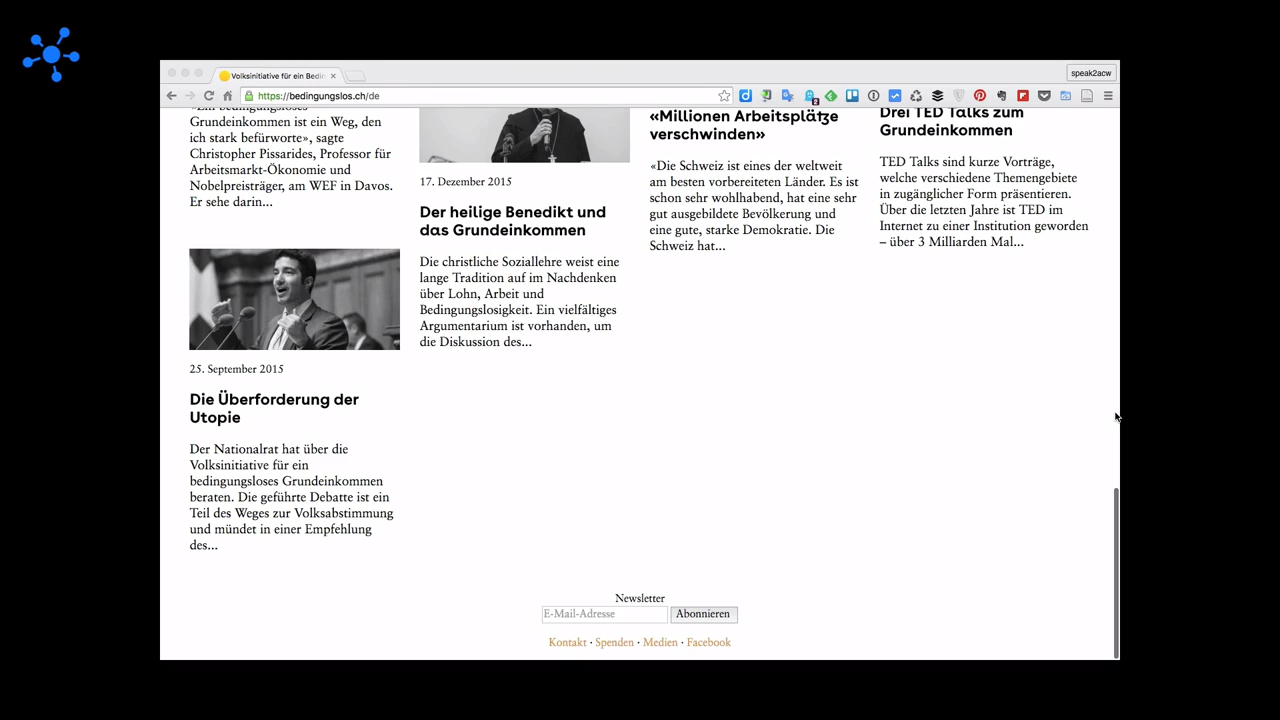 Volksinitiative für ein Bedin
speak2acw
https://bedingungslos.ch/de
2
Grundeinkommen ist ein Weg, den
ich stark befürworte», sagte
Christopher Pissarides, Professor für
Arbeitsmarkt-Ökonomie und
Nobelpreisträger, am WEF in Davos.
Er sehe darin...
25. September 2015
Die Überforderung der
Utopie
Der Nationalrat hat über die
Volksinitiative für ein
bedingungsloses Grundeinkommen
beraten. Die geführte Debatte ist ein
Teil des Weges zur Volksabstimmung
und mündet in einer Empfehlung
des...
17. Dezember 2015
Der heilige Benedikt und
das Grundeinkommen
Die christliche Soziallehre weist eine
lange Tradition auf im Nachdenken
über Lohn, Arbeit und
Bedingungslosigkeit. Ein vielfältiges
Argumentarium ist vorhanden, um
die Diskussion des...
«Millionen Arbeitsplätze
verschwinden»
«Die Schweiz ist eines der weltweit
am besten vorbereiteten Länder. Es ist
schon sehr wohlhabend, hat eine sehr
gut ausgebildete Bevölkerung und
eine gute, starke Demokratie. Die
Schweiz hat...
Drei TED Talks zum
Grundeinkommen
TED Talks sind kurze Vorträge,
welche verschiedene Themengebiete
in zugänglicher Form präsentieren.
Über die letzten Jahre ist TED im
Internet zu einer Institution geworden
– über 3 Milliarden Mal...
Newsletter
E-Mail-Adresse
Abonnieren
Kontakt · Spenden · Medien · Facebook